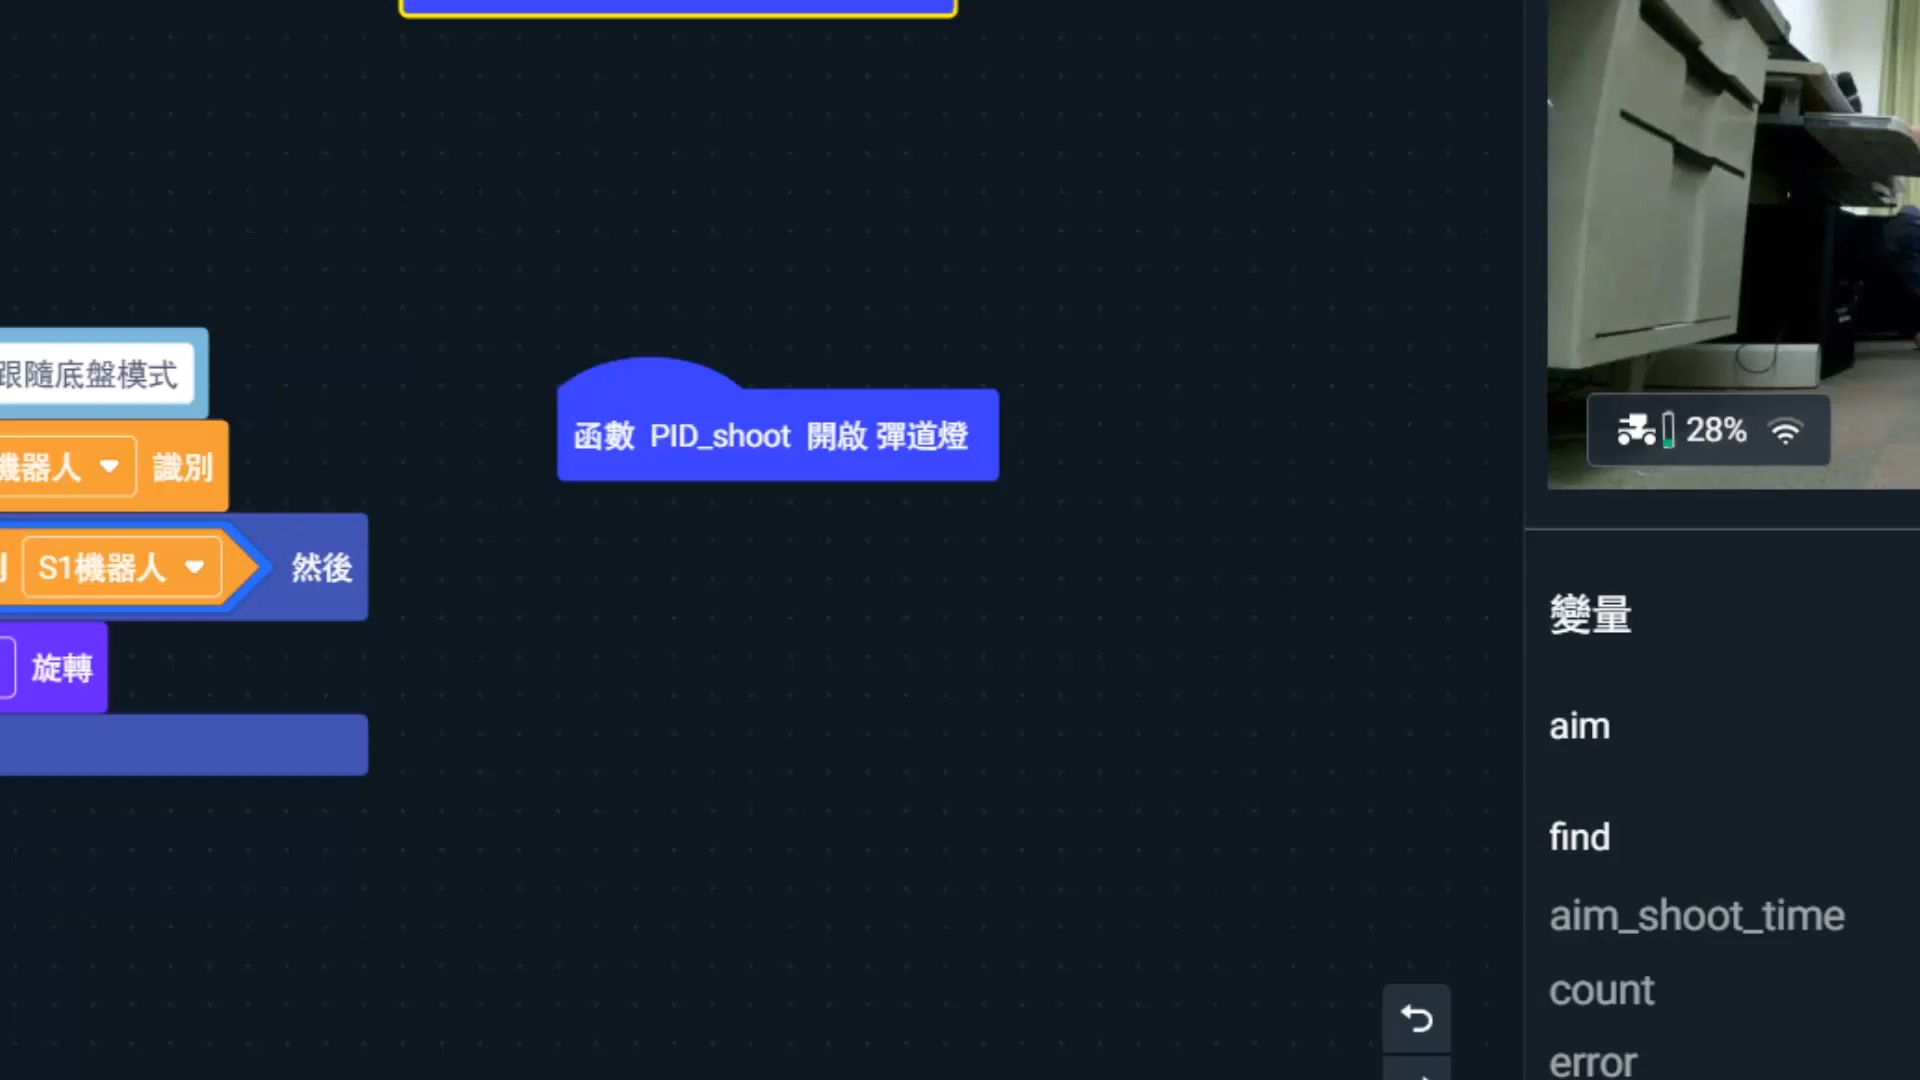 跟隨底盤模式
機器人 識別
S1機器人 然後
旋轉
函數 PID_shoot 開啟 彈道燈
28%
變量
aim
find
aim_shoot_time
count
error